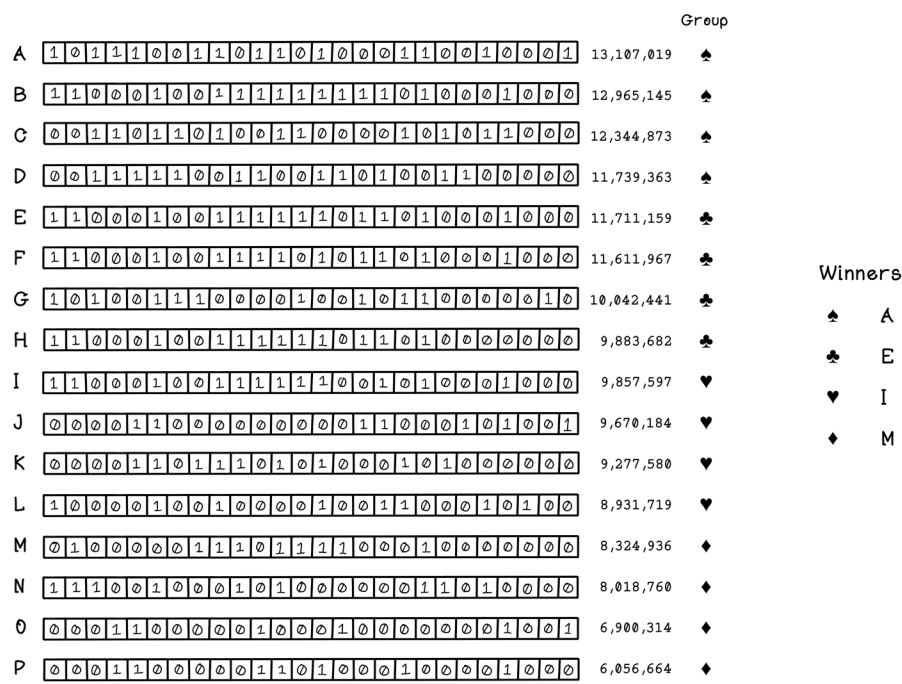 Group
A 1 0 1 1 1 0 0 1 1 0 1 1 0 1 0 0 0 1 1 0 0 1 0 0 0 1 13,107,019 ♠
B 1 1 0 0 0 1 0 0 1 1 1 1 1 1 1 1 1 0 1 0 0 0 1 0 0 0 12,965,145 ♠
C 0 0 1 1 0 1 1 0 1 0 0 1 1 0 0 0 0 1 0 1 0 1 1 0 0 0 12,344,873 ♠
D 0 0 1 1 1 1 1 0 0 1 1 0 0 1 1 0 1 0 0 1 1 0 0 0 0 0 11,739,363 ♠
E 1 1 0 0 0 1 0 0 1 1 1 1 1 1 0 1 1 0 1 0 0 0 1 0 0 0 11,711,159 ♣
F 1 1 0 0 0 1 0 0 1 1 1 1 0 1 0 1 1 0 1 0 0 0 1 0 0 0 11,611,967 ♣
G 1 0 1 0 0 1 1 1 0 0 0 0 1 0 0 1 0 1 1 0 0 0 0 0 1 0 10,042,441 ♣
H 1 1 0 0 0 1 0 0 1 1 1 1 1 1 0 1 1 0 1 0 0 0 0 0 0 0 9,883,682 ♣
I 1 1 0 0 0 1 0 0 1 1 1 1 1 1 0 0 1 0 1 0 0 0 1 0 0 0 9,857,597 ♥
J 0 0 0 0 1 1 0 0 0 0 0 0 0 0 0 1 1 0 0 0 1 0 1 0 0 1 9,670,184 ♥
K 0 0 0 0 1 1 0 1 1 1 0 1 0 1 0 0 0 1 0 1 0 0 0 0 0 0 9,277,580 ♥
L 1 0 0 0 1 0 0 1 0 0 0 0 0 1 0 0 1 1 0 0 0 1 0 1 0 0 8,931,719 ♥
M 0 1 0 0 0 0 0 1 1 1 0 1 1 1 1 0 0 0 1 0 0 0 0 0 0 0 8,324,936 ♦
N 1 1 1 0 0 1 0 0 0 1 0 1 0 0 0 0 0 0 1 1 0 1 0 0 0 0 8,018,760 ♦
O 0 0 0 1 1 0 0 0 0 0 1 0 0 0 1 0 0 0 0 0 0 0 1 0 0 1 6,900,314 ♦
P 0 0 0 1 1 0 0 0 0 0 1 1 0 1 0 0 0 1 0 0 0 0 1 0 0 0 6,056,664 ♦
Winners
♠ A
♣ E
♥ I
♦ M